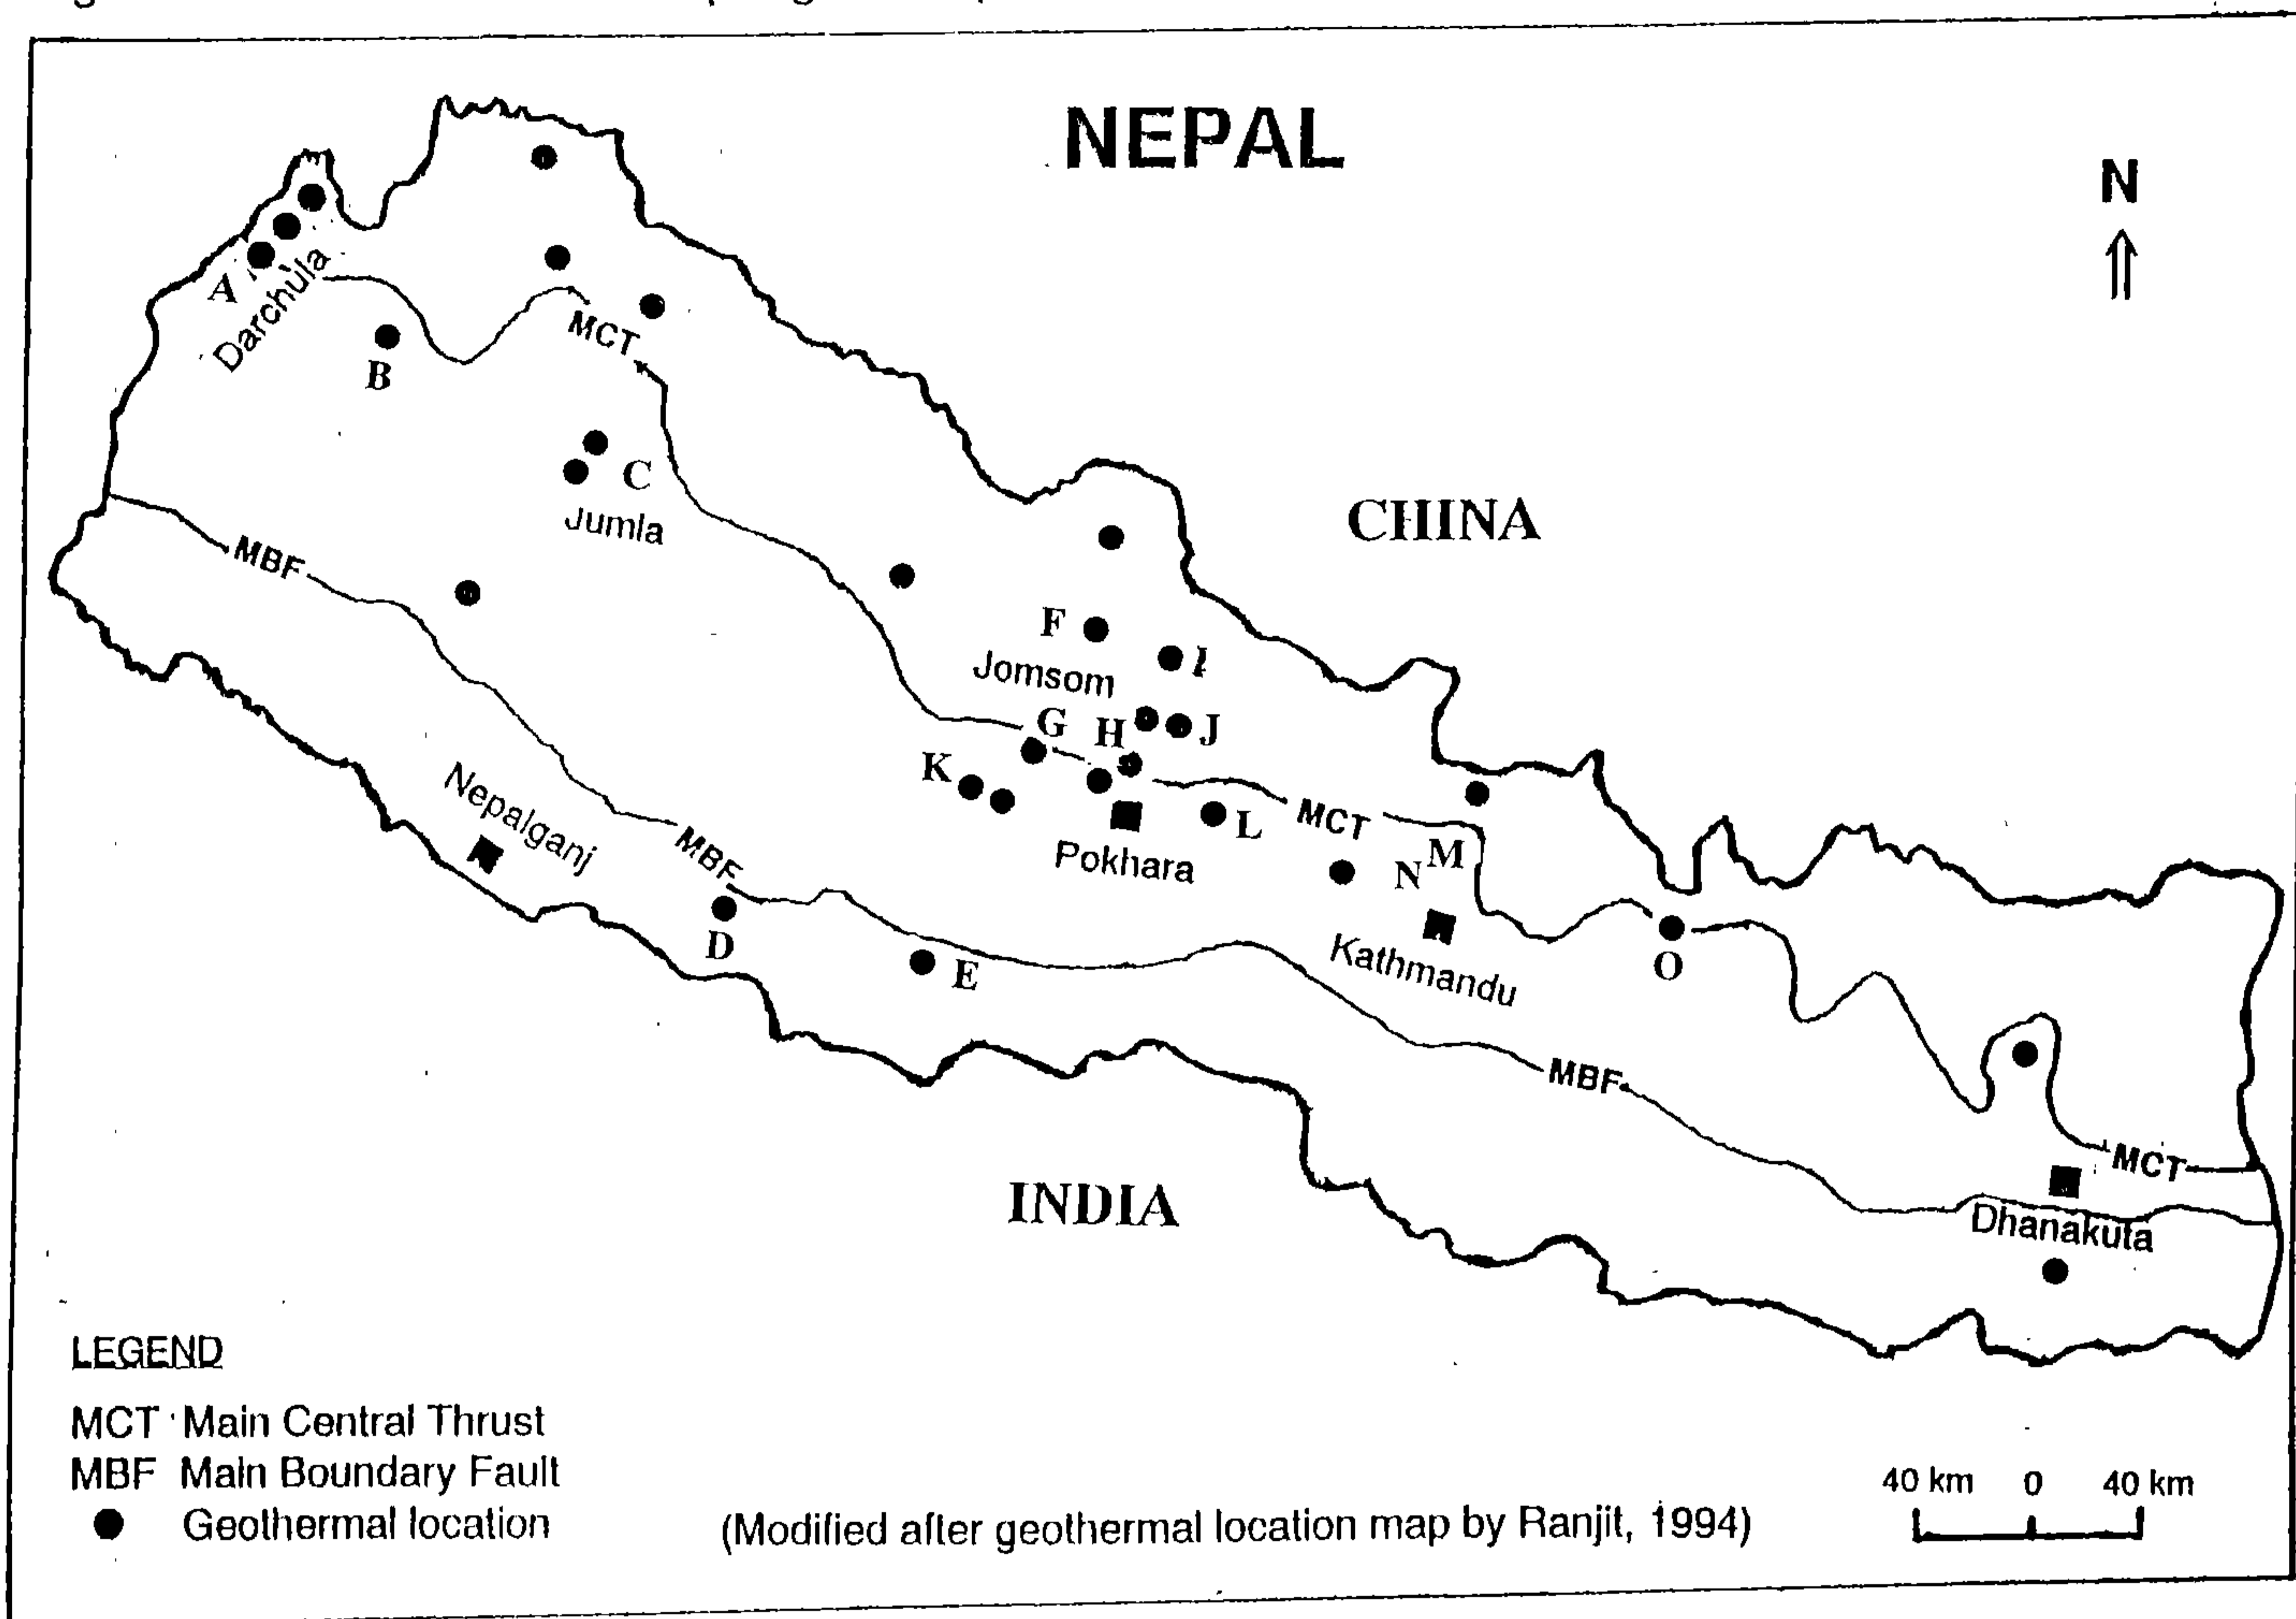 NEPAL
N
A
Darchula
B
MCT
C
Jumla
CHINA
MBF
F
I
Jomsom
G
H
J
K
Nepalganj
MBF
L
MCT
Pokhara
N
M
D
E
Kathmandu
O
MBF
MCT
INDIA
Dhanakuta
LEGEND
MCT Main Central Thrust
MBF Main Boundary Fault
Geothermal location
(Modified after geothermal location map by Ranjit, 1994)
40 km 0 40 km